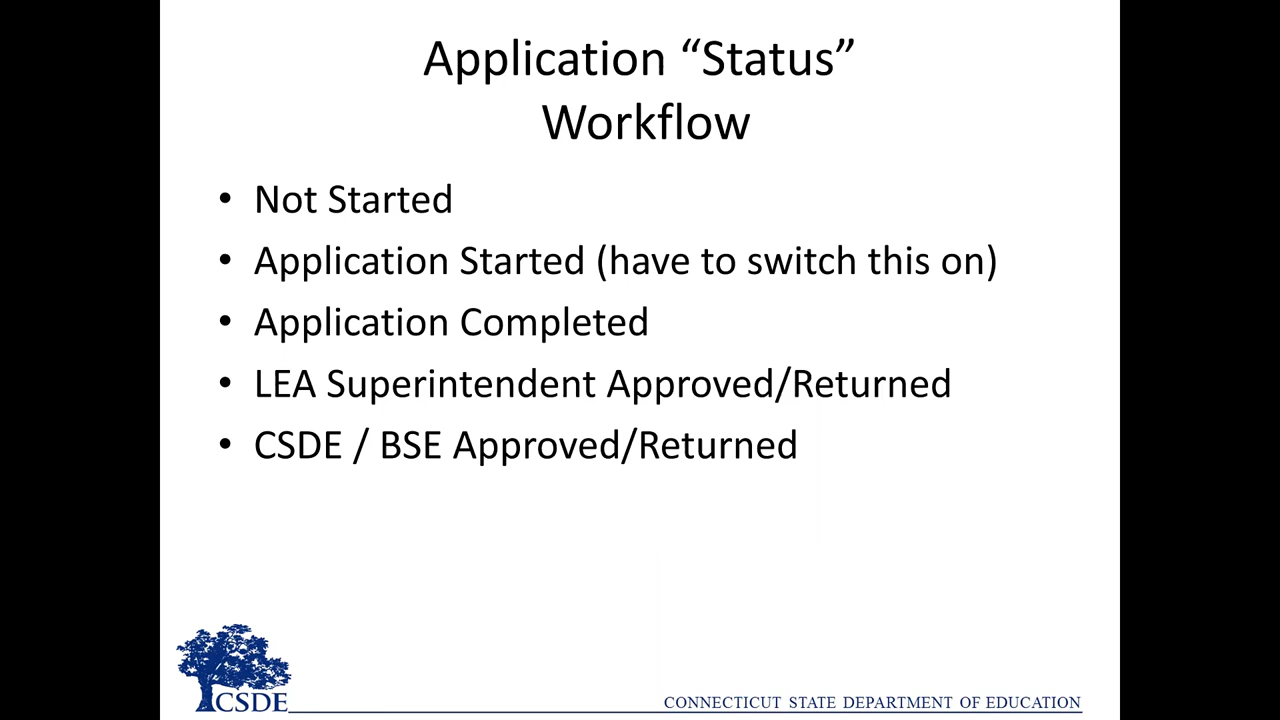 Application “Status”
Workflow
• Not Started
• Application Started (have to switch this on)
• Application Completed
• LEA Superintendent Approved/Returned
• CSDE / BSE Approved/Returned
CSDE
CONNECTICUT STATE DEPARTMENT OF EDUCATION